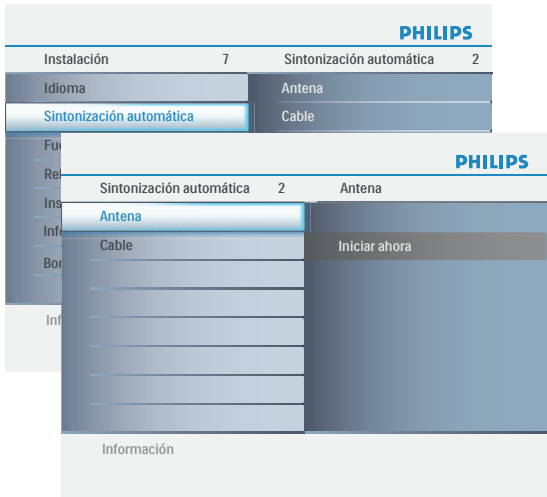 PHILIPS
Instalación 7 Sintonización automática 2
Idioma Antena
Sintonización automática Cable
PHILIPS
Sintonización automática 2 Antena
Antena
Cable Iniciar ahora
Información